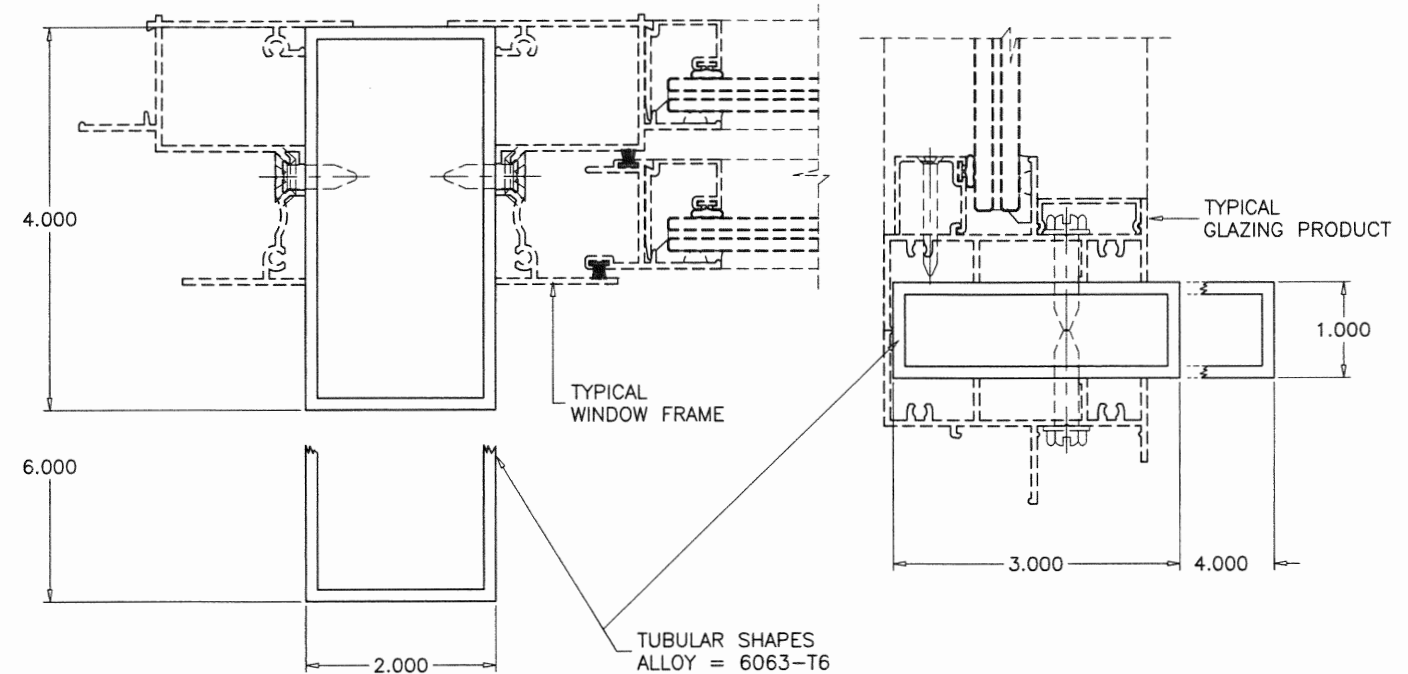 4.000
6.000
2.000
TYPICAL
WINDOW FRAME
TUBULAR SHAPES
ALLOY = 6063-T6
TYPICAL
GLAZING PRODUCT
1.000
3.000
4.000